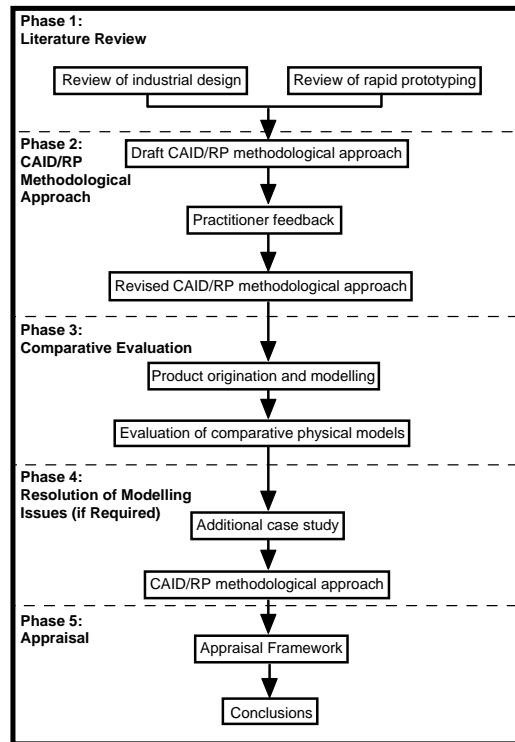 Phase 1:
Literature Review
Review of industrial design
Review of rapid prototyping
Phase 2:
CAID/RP
Methodological
Approach
Draft CAID/RP methodological approach
Practitioner feedback
Revised CAID/RP methodological approach
Phase 3:
Comparative Evaluation
Product origination and modelling
Evaluation of comparative physical models
Phase 4:
Resolution of Modelling
Issues (if Required)
Additional case study
CAID/RP methodological approach
Phase 5:
Appraisal
Appraisal Framework
Conclusions